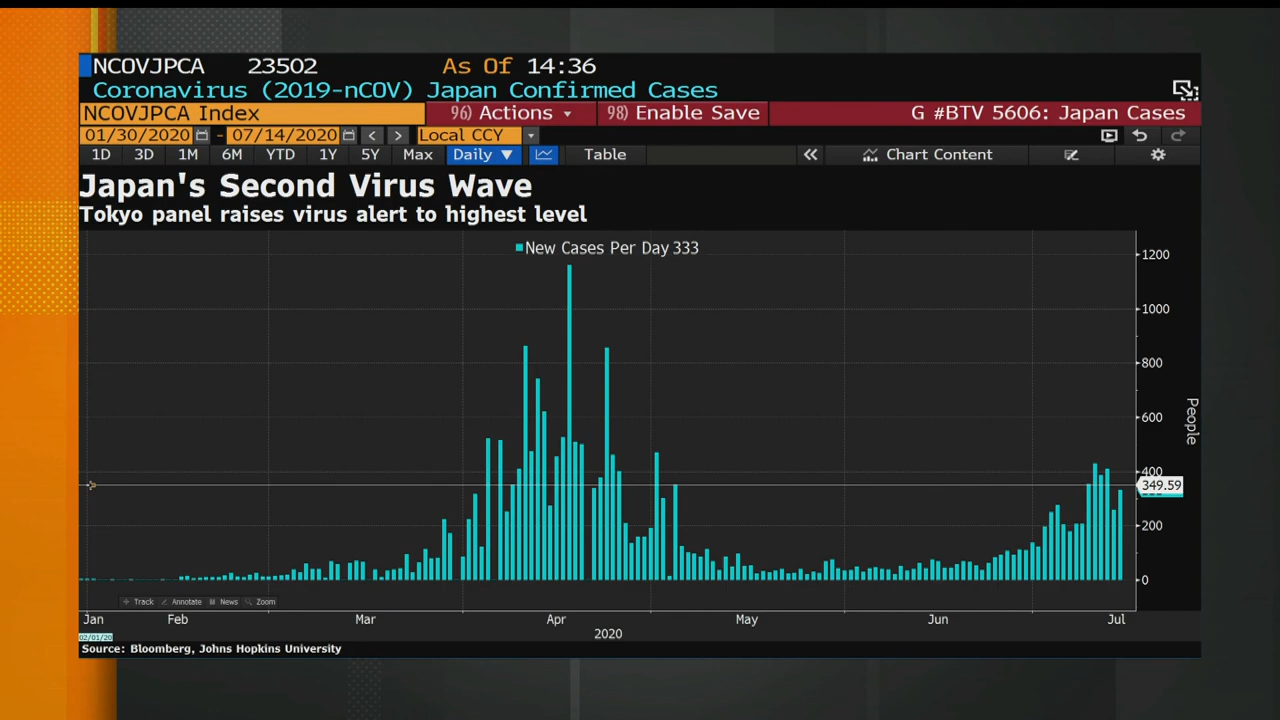 NCOVJPCA 23502 As Of 14:36
Coronavirus (2019-nCOV) Japan Confirmed Cases
NCOVJPCA Index 96) Actions 98) Enable Save G #BTV 5606: Japan Cases
01/30/2020 - 07/14/2020 < > Local CCY
1D 3D 1M 6M YTD 1Y 5Y Max Daily ▼ Table « Chart Content
Japan's Second Virus Wave
Tokyo panel raises virus alert to highest level
New Cases Per Day 333
1200
1000
800
600
People
400
349.59
200
0
Track Annotate News Zoom
Jan Feb Mar Apr May Jun Jul
02/01/20
2020
Source: Bloomberg, Johns Hopkins University